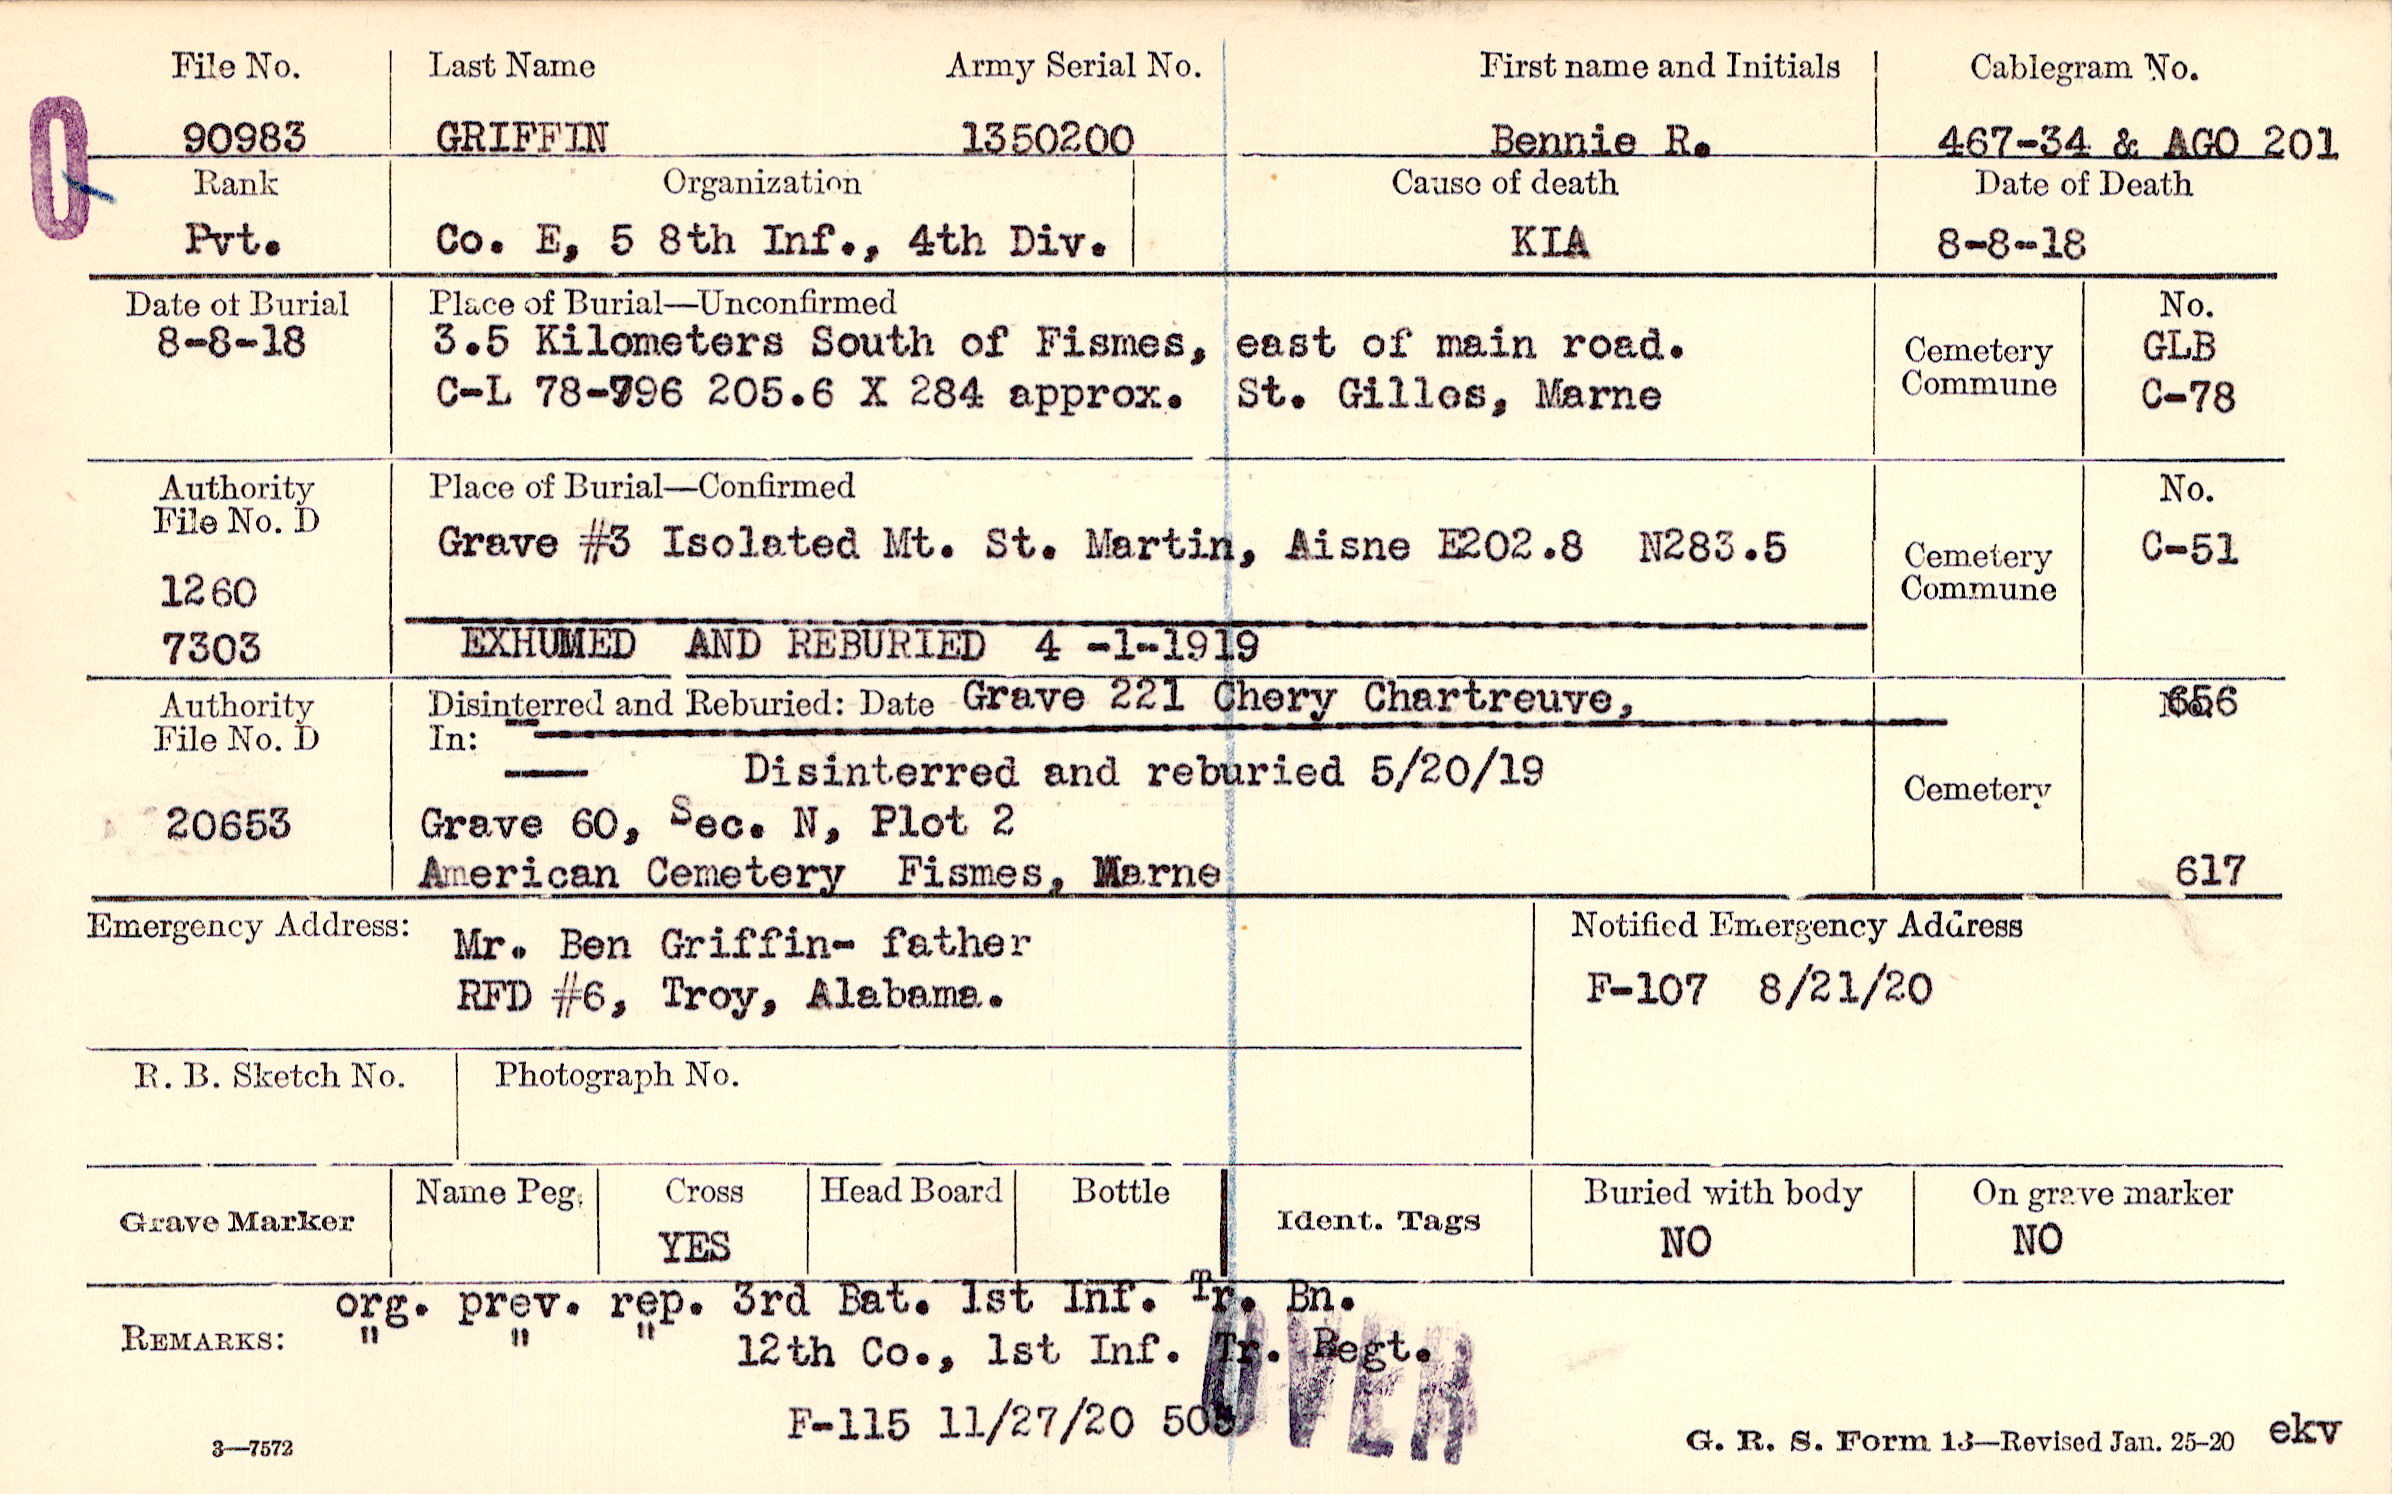 File No. Last Name Army Serial No. First name and Initials Cablegram No.
O
90983 GRIFFIN 1350200 Bennie R. 467-34 & AGO 201
Rank Organization Cause of death Date of Death
Pvt. Co. E, 5 8th Inf., 4th Div. KIA 8-8-18
Date of Burial Place of Burial—Unconfirmed No.
8-8-18 3.5 Kilometers South of Fismes, east of main road. Cemetery GLB
C-L 78-796 205.6 X 284 approx. St. Gilles, Marne Commune C-78
Authority Place of Burial—Confirmed No.
File No. D
Grave #3 Isolated Mt. St. Martin, Aisne E202.8 N283.5 Cemetery C-51
1260 Commune
7303 EXHUMED AND REBURIED 4 -1-1919
Authority Disinterred and Reburied: Date Grave 221 Chery Chartreuve, 656
File No. D In:
Disinterred and reburied 5/20/19 Cemetery
20653 Grave 60, Sec. N, Plot 2
American Cemetery Fismes, Marne 617
Emergency Address: Mr. Ben Griffin- father Notified Emergency Address
RFD #6, Troy, Alabama. F-107 8/21/20
R. B. Sketch No. Photograph No.
Grave Marker Name Peg. Cross Head Board Bottle Ident. Tags Buried with body On grave marker
YES NO NO
org. prev. rep. 3rd Bat. 1st Inf. Tr. Bn.
REMARKS: " " " 12th Co., 1st Inf. Tr. Regt.
OVER
F-115 11/27/20
3—7572 G. R. S. Form 13—Revised Jan. 25-20 ekv